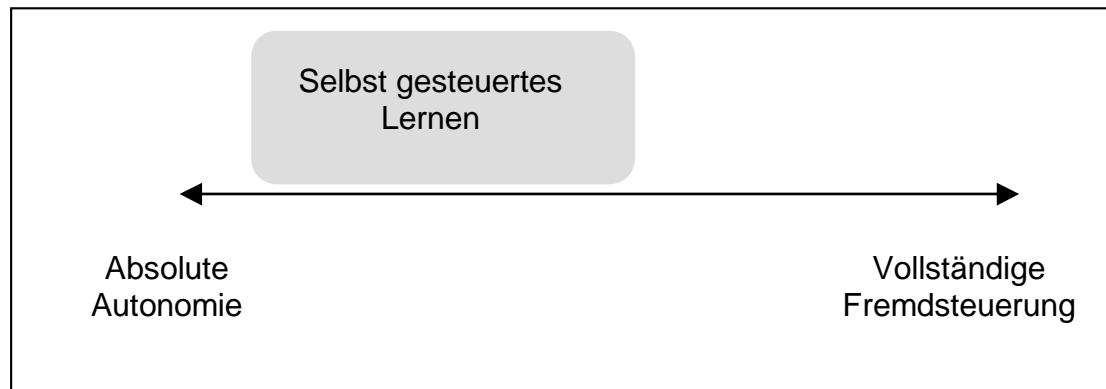 Selbst gesteuertes
Lernen
Absolute
Autonomie
Vollständige
Fremdsteuerung